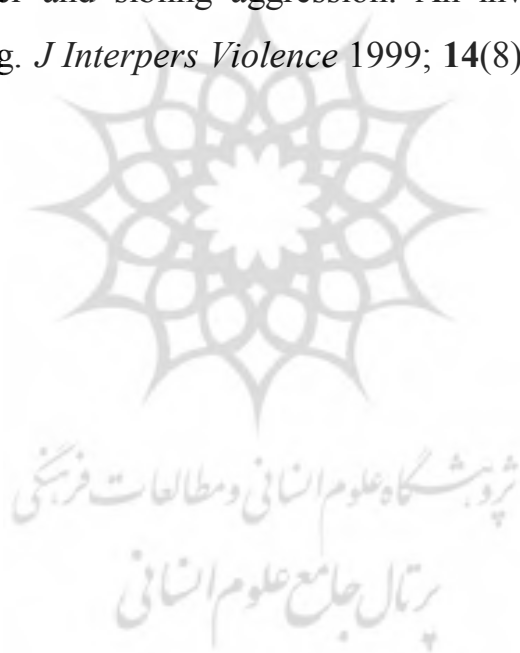 er and sibling aggression: An inv
g. J Interpers Violence 1999; 14(8)
پژوهشگاه علوم انسانی و مطالعات فرهنگی
پرتال جامع علوم انسانی